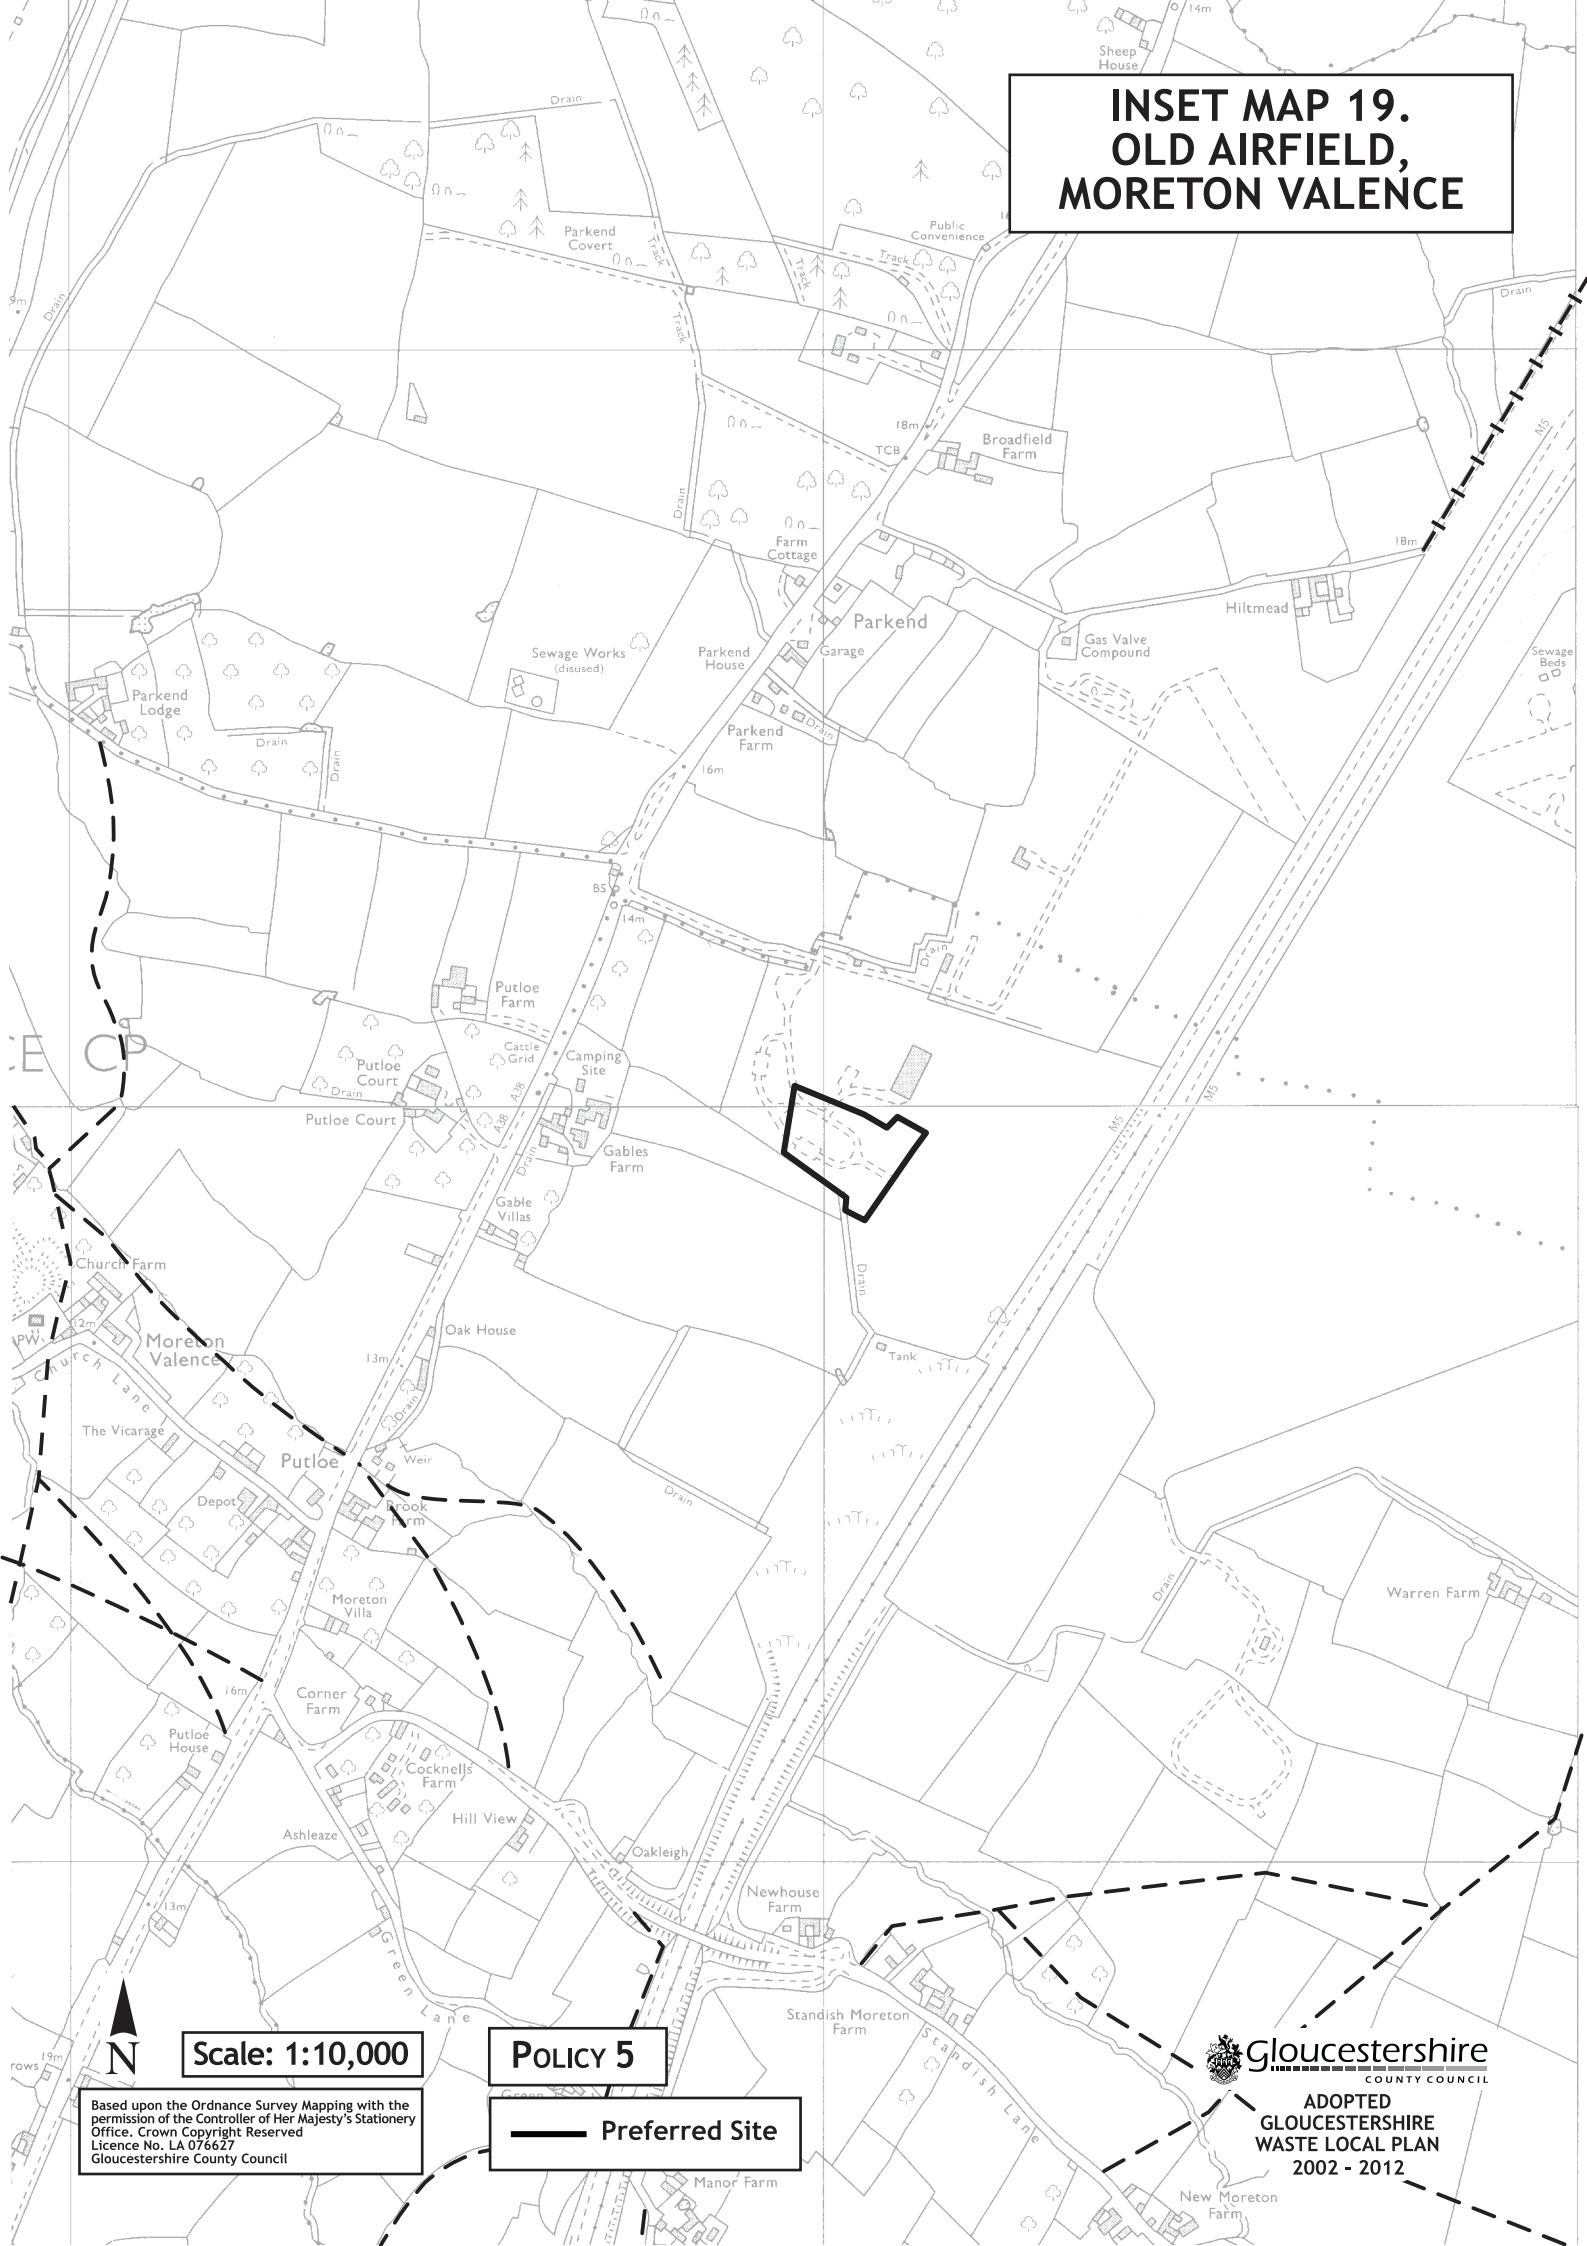 14m
Sheep
House
INSET MAP 19.
OLD AIRFIELD,
MORETON VALENCE
Drain
Parkend
Covert
Track
Track
Public
Convenience
Track
Drain
9m
Drain
Track
18m
TCB
Broadfield
Farm
M5
Drain
Farm
Cottage
18m
Hiltmead
Parkend
Sewage Works
(disused)
Parkend
House
Garage
Gas Valve
Compound
Sewage
Beds
Parkend
Lodge
Drain
Drain
Parkend
Farm
Drain
16m
BS
14m
Drain
Putloe
Farm
Cattle
Grid
Camping
Site
E CP
Putloe
Court
Drain
Putloe Court
A38
A38
Drain
Gables
Farm
M5
M5
Gable
Villas
Church Farm
Drain
12m
PW
Moreton
Valence
Oak House
13m
Tank
Church Lane
Drain
The Vicarage
Putloe
Weir
Depot
Brook
Farm
Drain
Drain
Warren Farm
Moreton
Villa
16m
Corner
Farm
Putloe
House
Cocknells
Farm
Hill View
Ashleaze
Oakleigh
Newhouse
Farm
13m
Green Lane
Standish Moreton
Farm
Standish Lane
N
Scale: 1:10,000
POLICY 5
Gloucestershire
COUNTY COUNCIL
19m
rows
Green
Based upon the Ordnance Survey Mapping with the
permission of the Controller of Her Majesty's Stationery
Office. Crown Copyright Reserved
Licence No. LA 076627
Gloucestershire County Council
Preferred Site
ADOPTED
GLOUCESTERSHIRE
WASTE LOCAL PLAN
2002 - 2012
Manor Farm
New Moreton
Farm